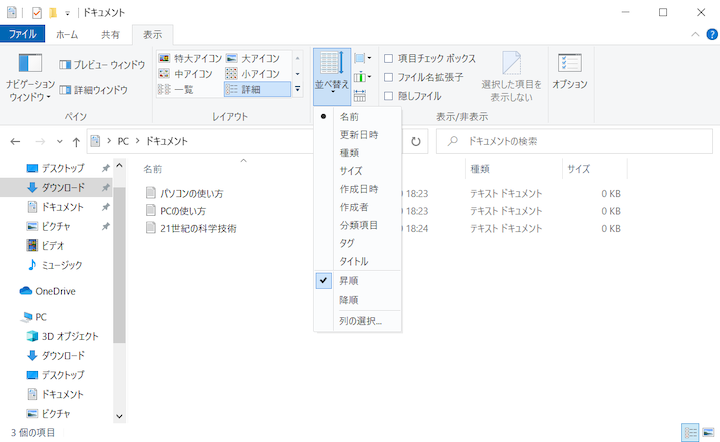 ドキュメント
ファイル ホーム 共有 表示
ナビゲーション ウィンドウ
プレビュー ウィンドウ
詳細ウィンドウ
ペイン
特大アイコン 大アイコン
中アイコン 小アイコン
一覧 詳細
レイアウト
並べ替え
項目チェック ボックス
ファイル名拡張子
隠しファイル
選択した項目を
表示しない
表示/非表示
オプション
PC ドキュメント
ドキュメントの検索
名前
更新日時
種類
サイズ
作成日時
作成者
分類項目
タグ
タイトル
昇順
降順
列の選択...
デスクトップ
ダウンロード
ドキュメント
ピクチャ
ビデオ
ミュージック
OneDrive
PC
3D オブジェクト
ダウンロード
デスクトップ
ドキュメント
ピクチャ
名前 種類 サイズ
パソコンの使い方 18:23 テキスト ドキュメント 0 KB
PCの使い方 18:23 テキスト ドキュメント 0 KB
21世紀の科学技術 18:24 テキスト ドキュメント 0 KB
3 個の項目